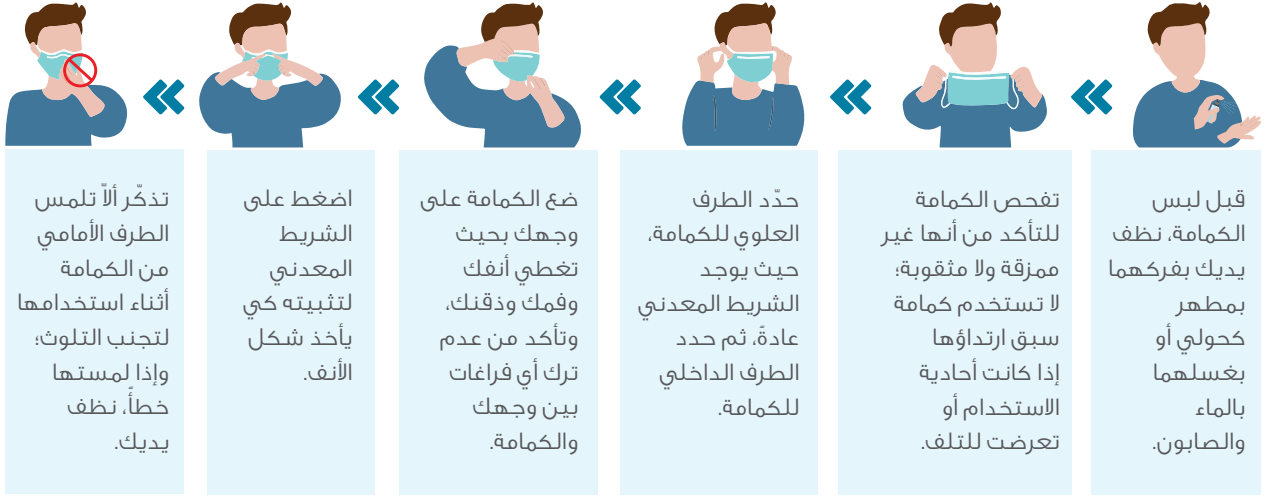 قبل لبس
الكمامة، نظف
يديك بفركهما
بمطهر
كحولي أو
بغسلهما
بالماء
والصابون.
تفحص الكمامة
للتأكد من أنها غير
ممزقة ولا مثقوبة؛
لا تستخدم كمامة
سبق ارتداؤها
إذا كانت أحادية
الاستخدام أو
تعرضت للتلف.
حدّد الطرف
العلوي للكمامة،
حيث يوجد
الشريط المعدني
عادةً، ثم حدد
الطرف الداخلي
للكمامة.
ضع الكمامة على
وجهك بحيث
تغطي أنفك
وفمك وذقنك،
وتأكد من عدم
ترك أي فراغات
بين وجهك
والكمامة.
اضغط على
الشريط
المعدني
لتثبيته كي
يأخذ شكل
الأنف.
تذكّر ألاّ تلمس
الطرف الأمامي
من الكمامة
أثناء استخدامها
لتجنب التلوث؛
وإذا لمستها
خطأً، نظف
يديك.